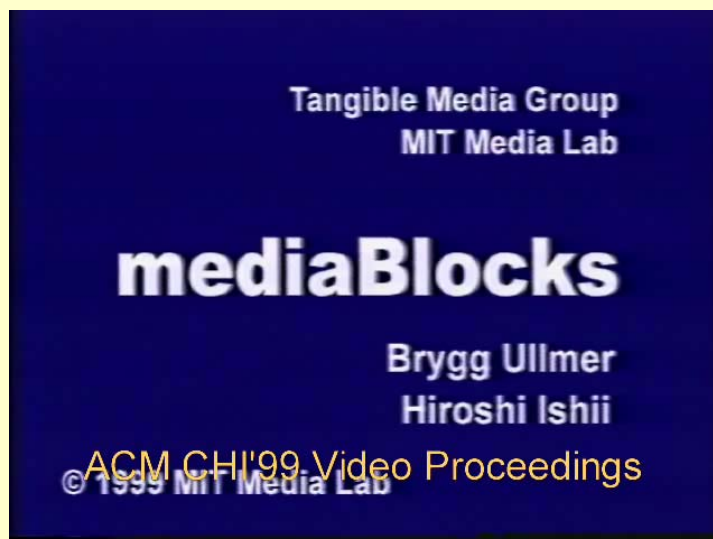 Tangible Media Group
MIT Media Lab
mediaBlocks
Brygg Ullmer
Hiroshi Ishii
ACM CHI'99 Video Proceedings
© 1999 MIT Media Lab